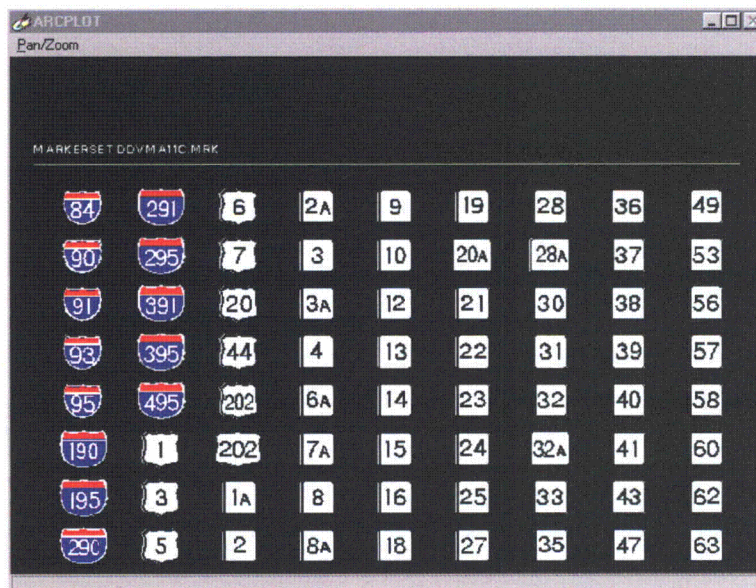 ARCPLOT
Pan/Zoom
MARKERSET DDVMA11C.MRK
84 291 6 2A 9 19 28 36 49
90 295 7 3 10 20A 28A 37 53
91 391 20 3A 12 21 30 38 56
93 395 44 4 13 22 31 39 57
95 495 202 6A 14 23 32 40 58
190 1 202 7A 15 24 32A 41 60
195 3 1A 8 16 25 33 43 62
290 5 2 8A 18 27 35 47 63